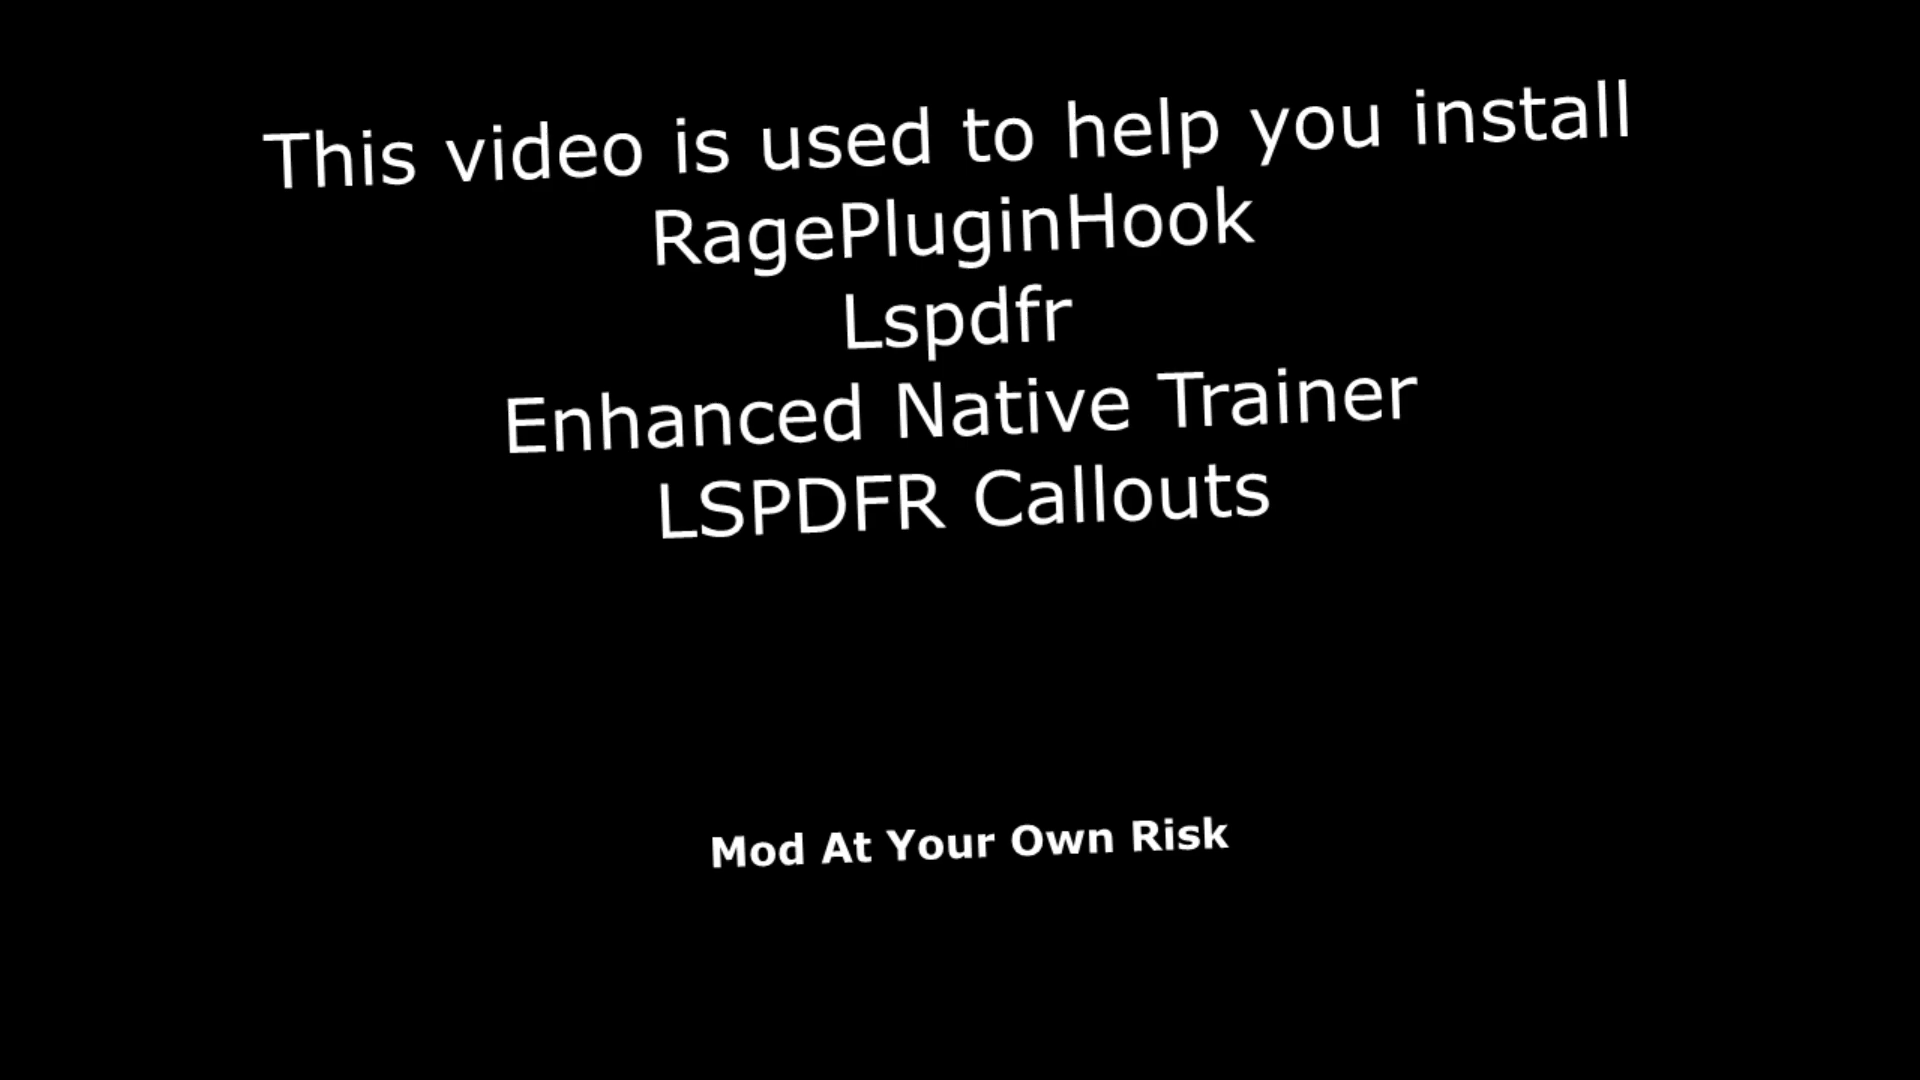 This video is used to help you install
RagePluginHook
Lspdfr
Enhanced Native Trainer
LSPDFR Callouts
Mod At Your Own Risk